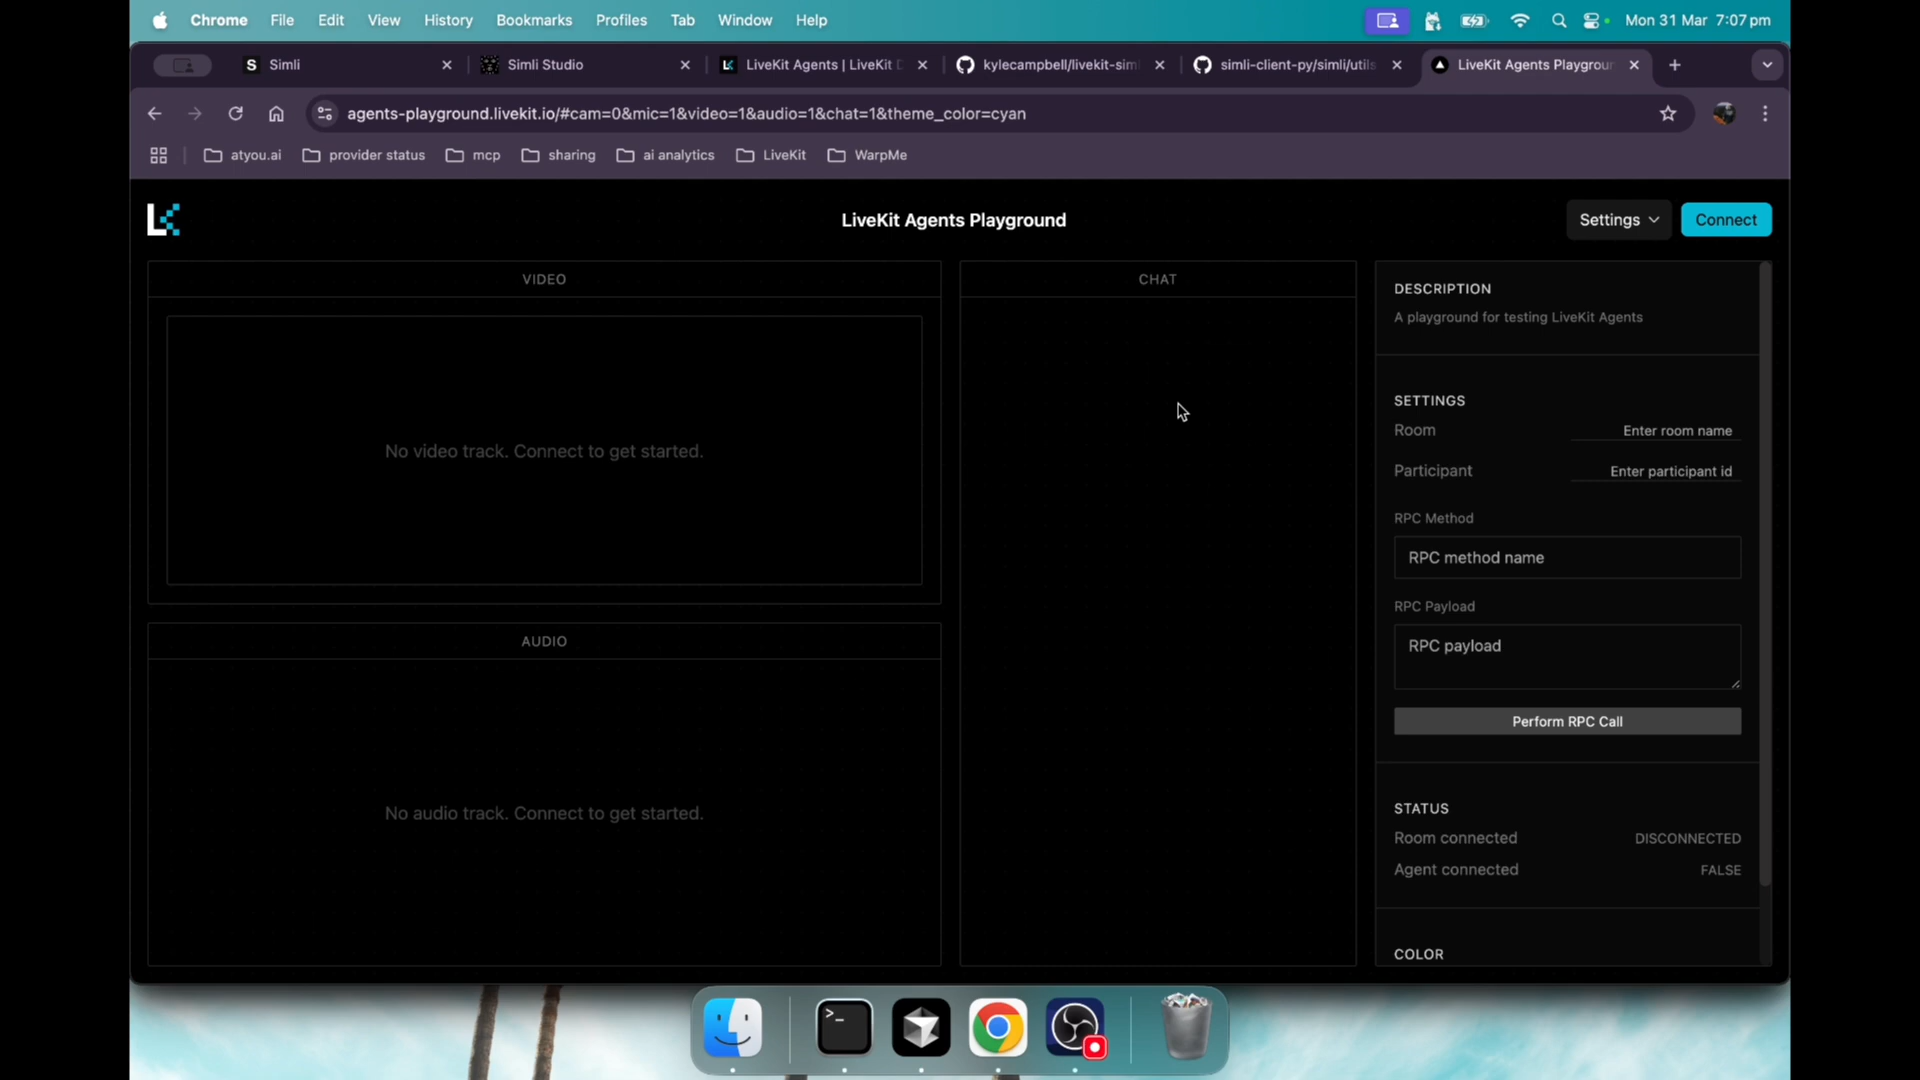 Chrome File Edit View History Bookmarks Profiles Tab Window Help Mon 31 Mar 7:07 pm
S Simli Simli Studio LiveKit Agents | LiveKit kylecampbell/livekit-siml simli-client-py/simli/utils LiveKit Agents Playgroun
agents-playground.livekit.io/#cam=0&mic=1&video=1&audio=1&chat=1&theme_color=cyan
atyou.ai provider status mcp sharing ai analytics LiveKit WarpMe
LiveKit Agents Playground
Settings
Connect
VIDEO
No video track. Connect to get started.
AUDIO
No audio track. Connect to get started.
CHAT
DESCRIPTION
A playground for testing LiveKit Agents
SETTINGS
Room Enter room name
Participant Enter participant id
RPC Method
RPC method name
RPC Payload
RPC payload
Perform RPC Call
STATUS
Room connected DISCONNECTED
Agent connected FALSE
COLOR